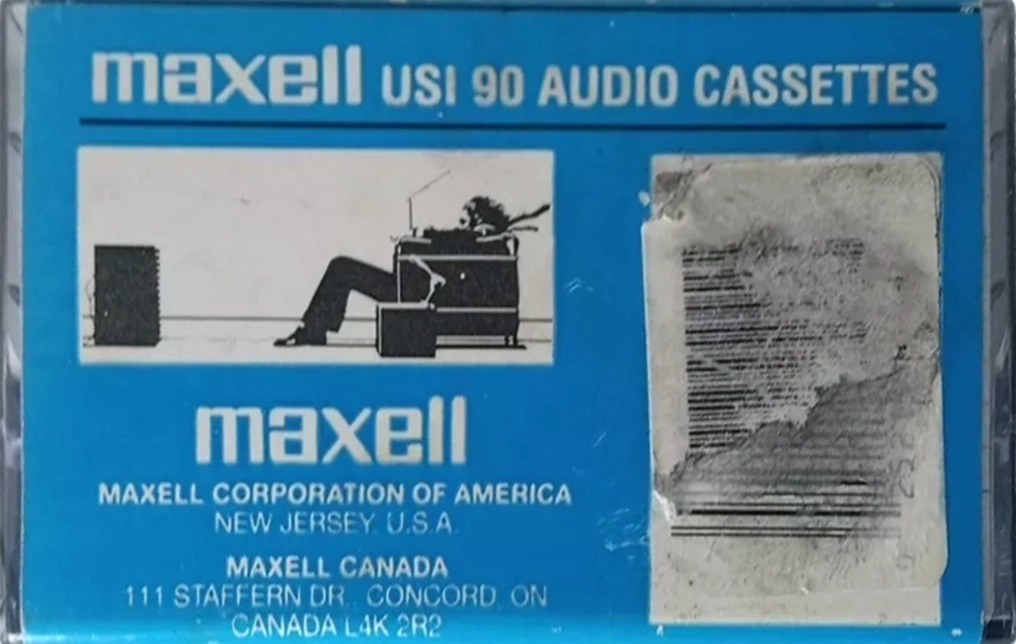 maxell USI 90 AUDIO CASSETTES
maxell
MAXELL CORPORATION OF AMERICA
NEW JERSEY, U.S.A.
MAXELL CANADA
111 STAFFERN DR., CONCORD, ON
CANADA L4K 2R2